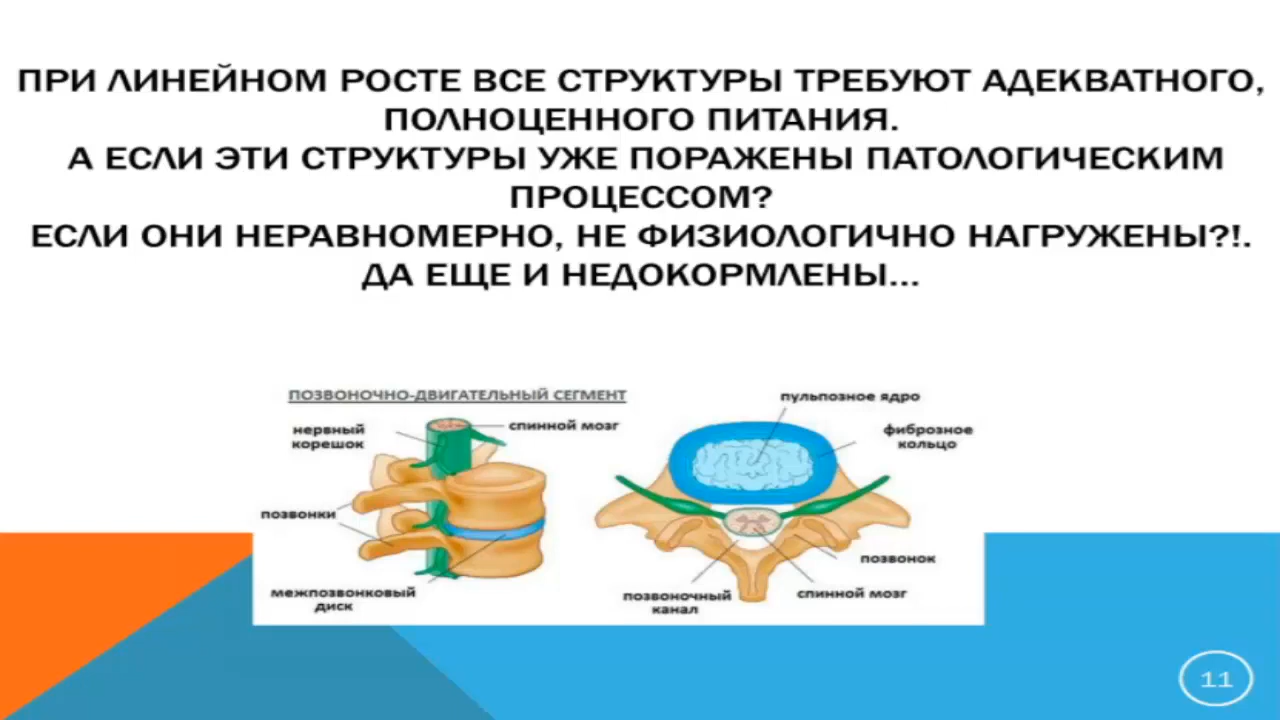 ПРИ ЛИНЕЙНОМ РОСТЕ ВСЕ СТРУКТУРЫ ТРЕБУЮТ АДЕКВАТНОГО,
ПОЛНОЦЕННОГО ПИТАНИЯ.
А ЕСЛИ ЭТИ СТРУКТУРЫ УЖЕ ПОРАЖЕНЫ ПАТОЛОГИЧЕСКИМ
ПРОЦЕССОМ?
ЕСЛИ ОНИ НЕРАВНОМЕРНО, НЕ ФИЗИОЛОГИЧНО НАГРУЖЕНЫ?!.
ДА ЕЩЕ И НЕДОКОРМЛЕНЫ...
ПОЗВОНОЧНО-ДВИГАТЕЛЬНЫЙ СЕГМЕНТ
нервный
корешок
спинной мозг
позвонки
межпозвонковый
диск
пульпозное ядро
фиброзное
кольцо
позвонок
позвоночный
канал
спинной мозг
11